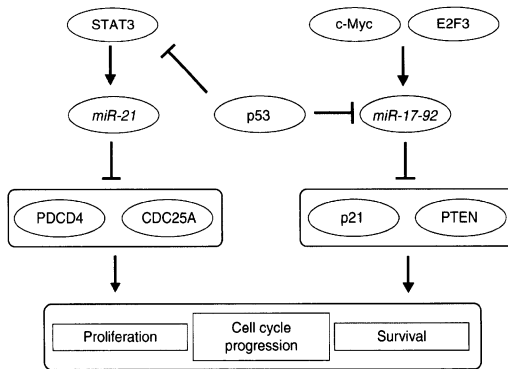 STAT3
c-Myc
E2F3
miR-21
p53
miR-17-92
PDCD4
CDC25A
p21
PTEN
Proliferation
Cell cycle
progression
Survival